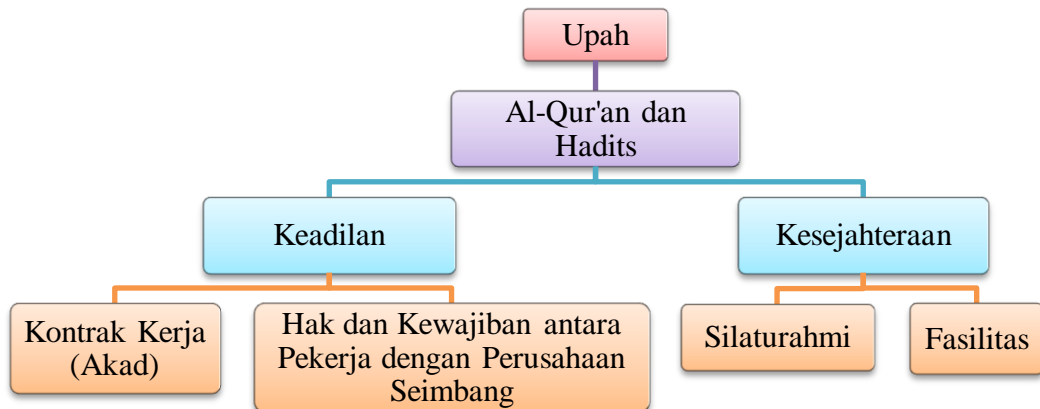 Upah
Al-Qur'an dan
Hadits
Keadilan
Kesejahteraan
Kontrak Kerja
(Akad)
Hak dan Kewajiban antara
Pekerja dengan Perusahaan
Seimbang
Silaturahmi
Fasilitas